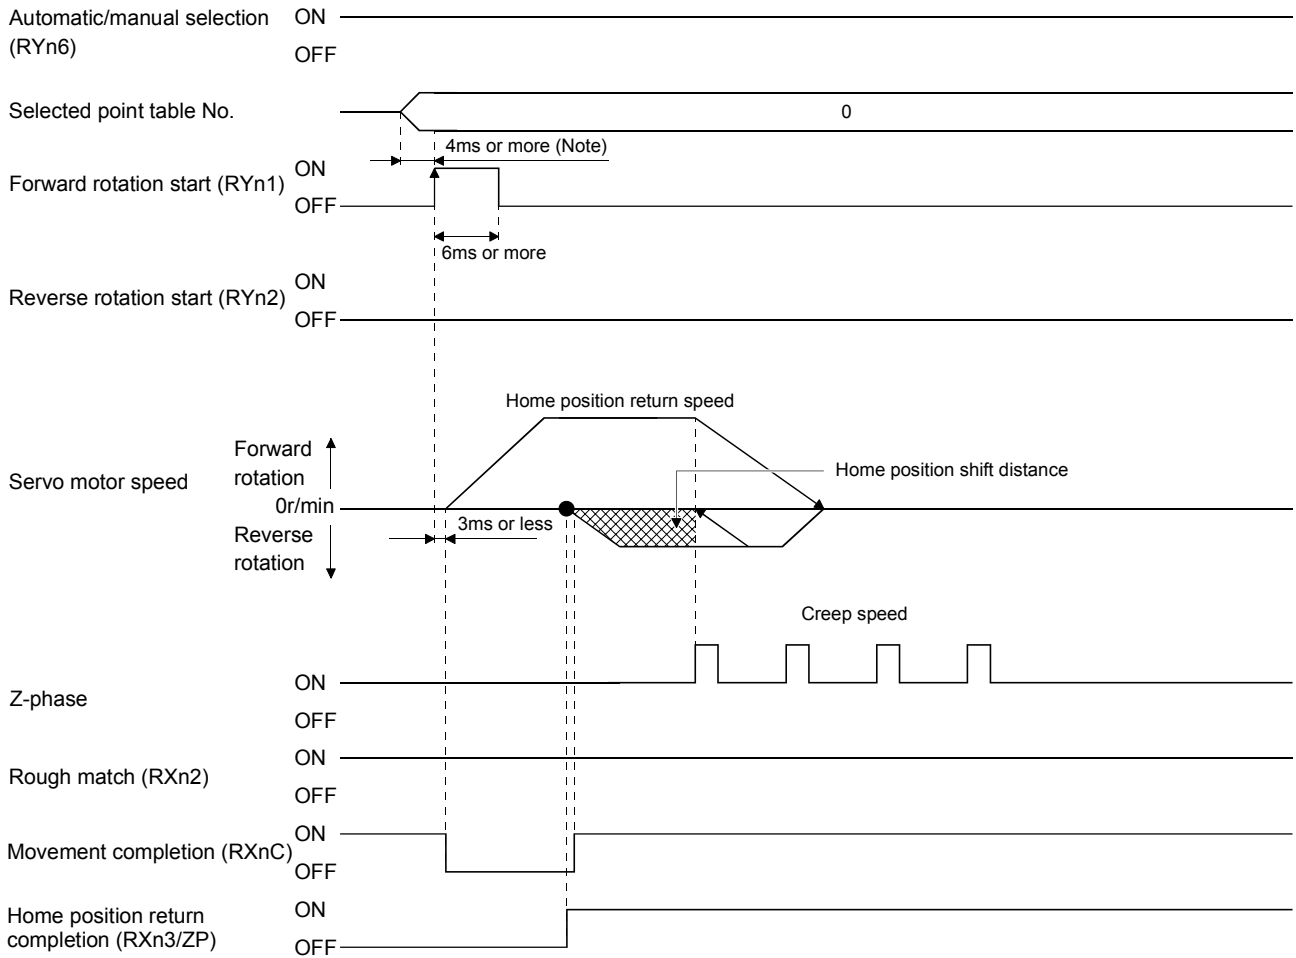 Automatic/manual selection
(RYn6)
ON
OFF
Selected point table No.
0
4ms or more (Note)
Forward rotation start (RYn1)
ON
OFF
6ms or more
Reverse rotation start (RYn2)
ON
OFF
Home position return speed
Servo motor speed
Forward
rotation
0r/min
Reverse
rotation
3ms or less
Home position shift distance
Creep speed
Z-phase
ON
OFF
Rough match (RXn2)
ON
OFF
Movement completion (RXnC)
ON
OFF
Home position return
completion (RXn3/ZP)
ON
OFF